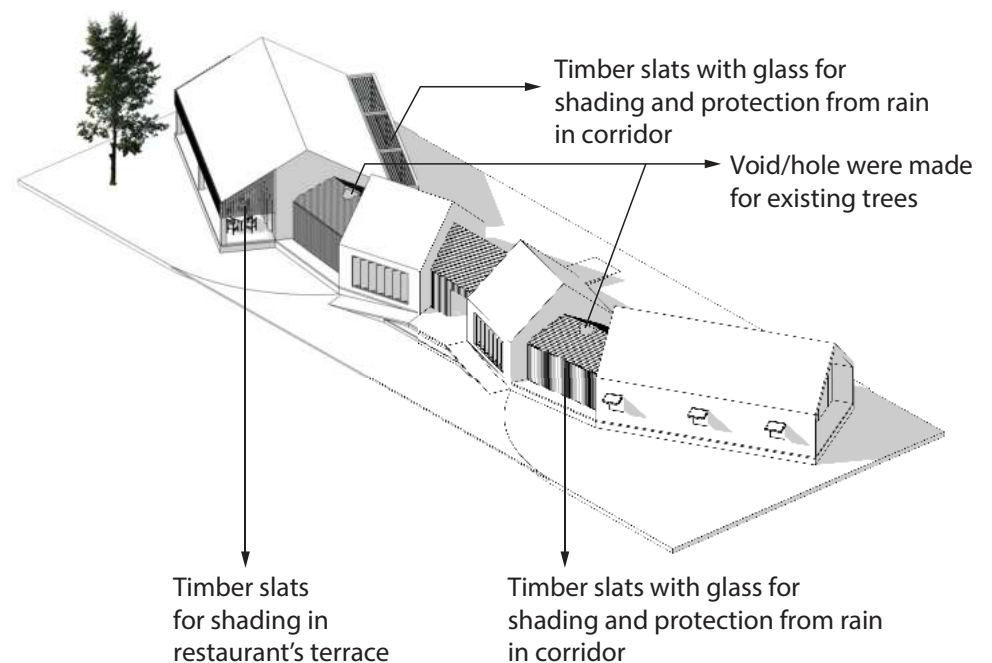 Timber slats with glass for
shading and protection from rain
in corridor
Void/hole were made
for existing trees
Timber slats
for shading in
restaurant's terrace
Timber slats with glass for
shading and protection from rain
in corridor